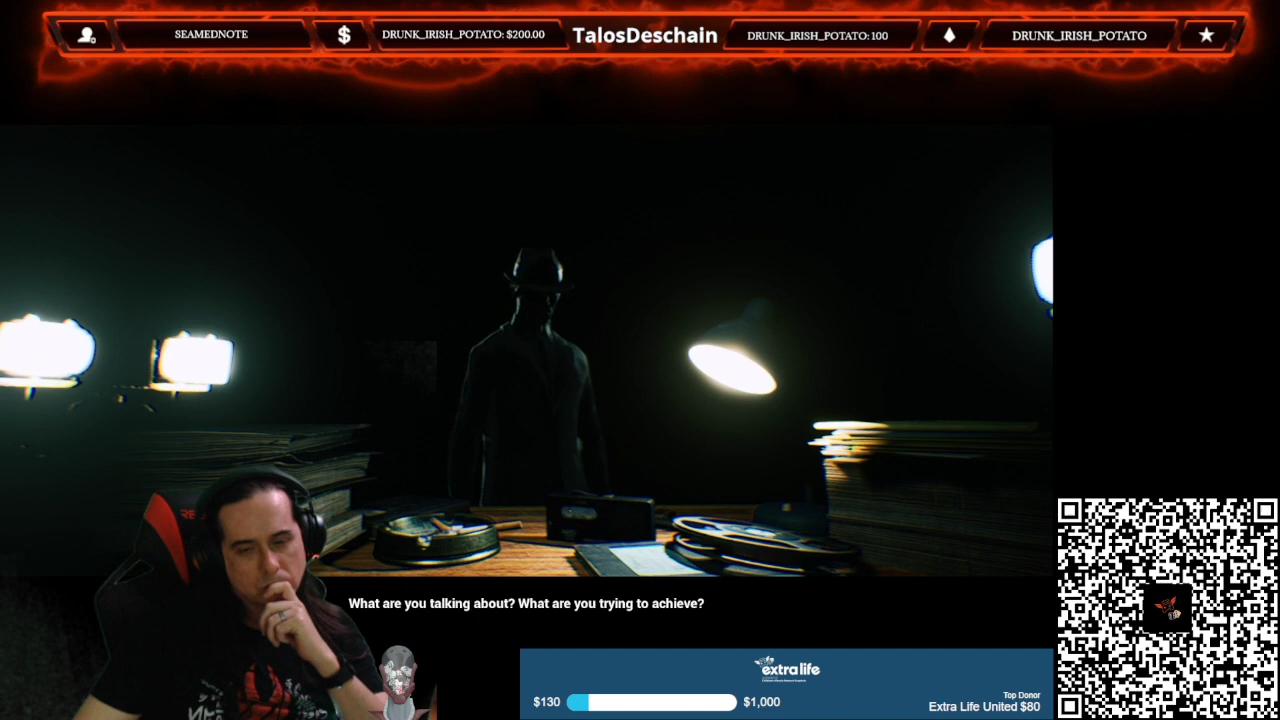 SEAMEDNOTE
$
DRUNK_IRISH_POTATO: $200.00
TalosDeschain
DRUNK_IRISH_POTATO: 100
DRUNK_IRISH_POTATO
RE
What are you talking about? What are you trying to achieve?
extra life
$130
$1,000
Top Donor
Extra Life United $80